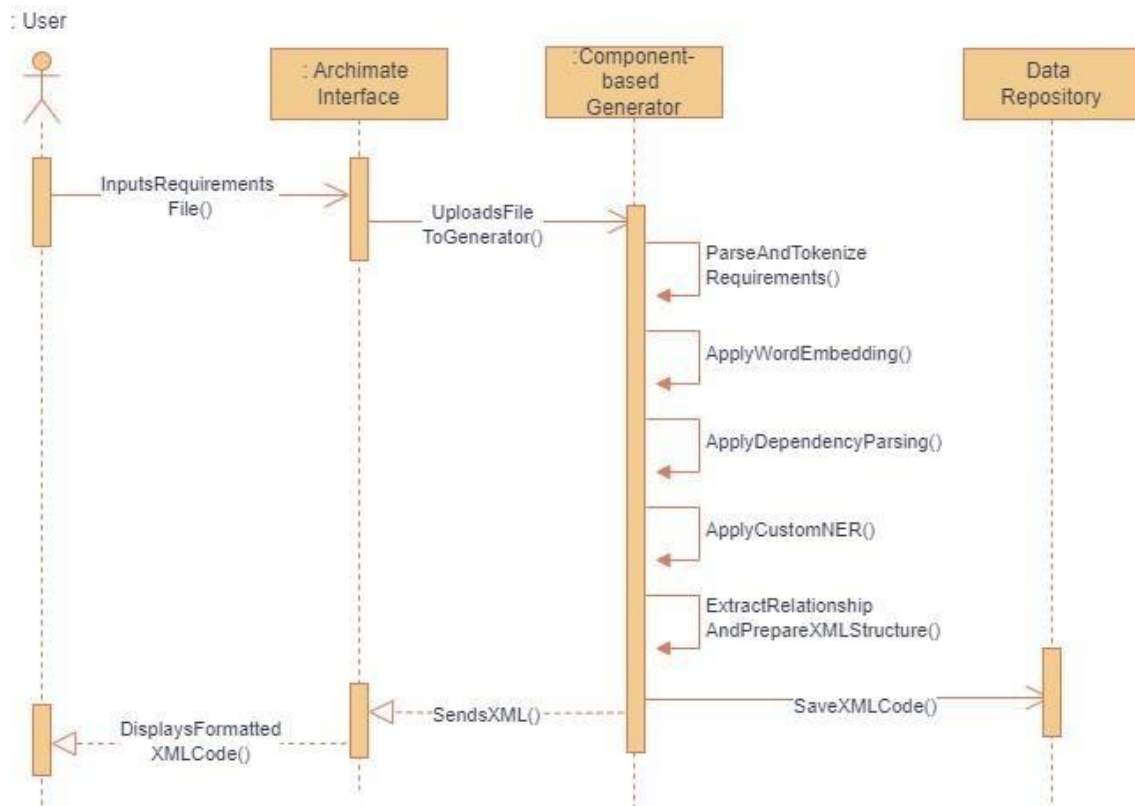 : User
: Archimate
Interface
:Component-
based
Generator
Data
Repository
InputsRequirements
File()
UploadsFile
ToGenerator()
ParseAndTokenize
Requirements()
ApplyWordEmbedding()
ApplyDependencyParsing()
ApplyCustomNER()
ExtractRelationship
AndPrepareXMLStructure()
SaveXMLCode()
SendsXML()
DisplaysFormatted
XMLCode()